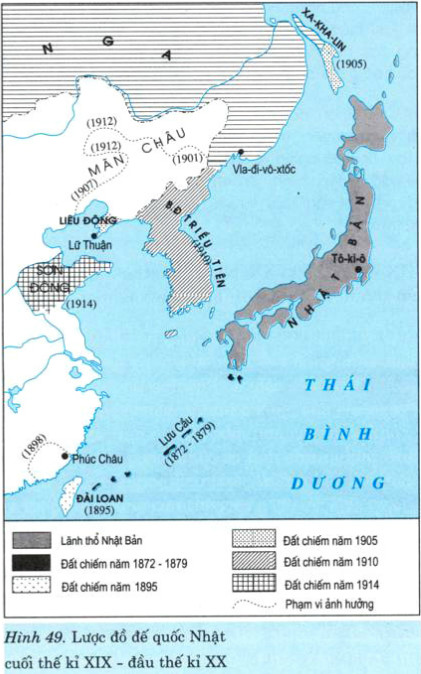 XA-KHA-LIN
(1905)
NGA
(1912)
MÃN CHÂU
(1912)
(1901)
(1907)
Vla-đi-vô-xtốc
LIÊU ĐÔNG
Lữ Thuận
BĐ TRIỀU TIÊN
(1910)
SƠN
ĐÔNG
(1914)
NHẬT BẢN
Tô-ki-ô
THÁI
BÌNH
DƯƠNG
Lưu Cầu
(1872 - 1879)
(1898)
Phúc Châu
ĐÀI LOAN
(1895)
Lãnh thổ Nhật Bản
Đất chiếm năm 1872 - 1879
Đất chiếm năm 1895
Đất chiếm năm 1905
Đất chiếm năm 1910
Đất chiếm năm 1914
Phạm vi ảnh hưởng
Hình 49. Lược đồ đế quốc Nhật
cuối thế kỉ XIX - đầu thế kỉ XX